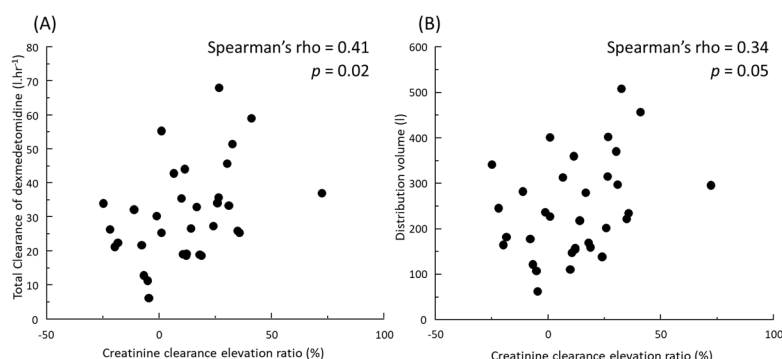 (A)
Spearman's rho = 0.41
p = 0.02
Total Clearance of dexmedetomidine (l.hr⁻¹)
80
70
60
50
40
30
20
10
0
-50 0 50 100
Creatinine clearance elevation ratio (%)
(B)
Spearman's rho = 0.34
p = 0.05
Distribution volume (l)
600
500
400
300
200
100
0
-50 0 50 100
Creatinine clearance elevation ratio (%)